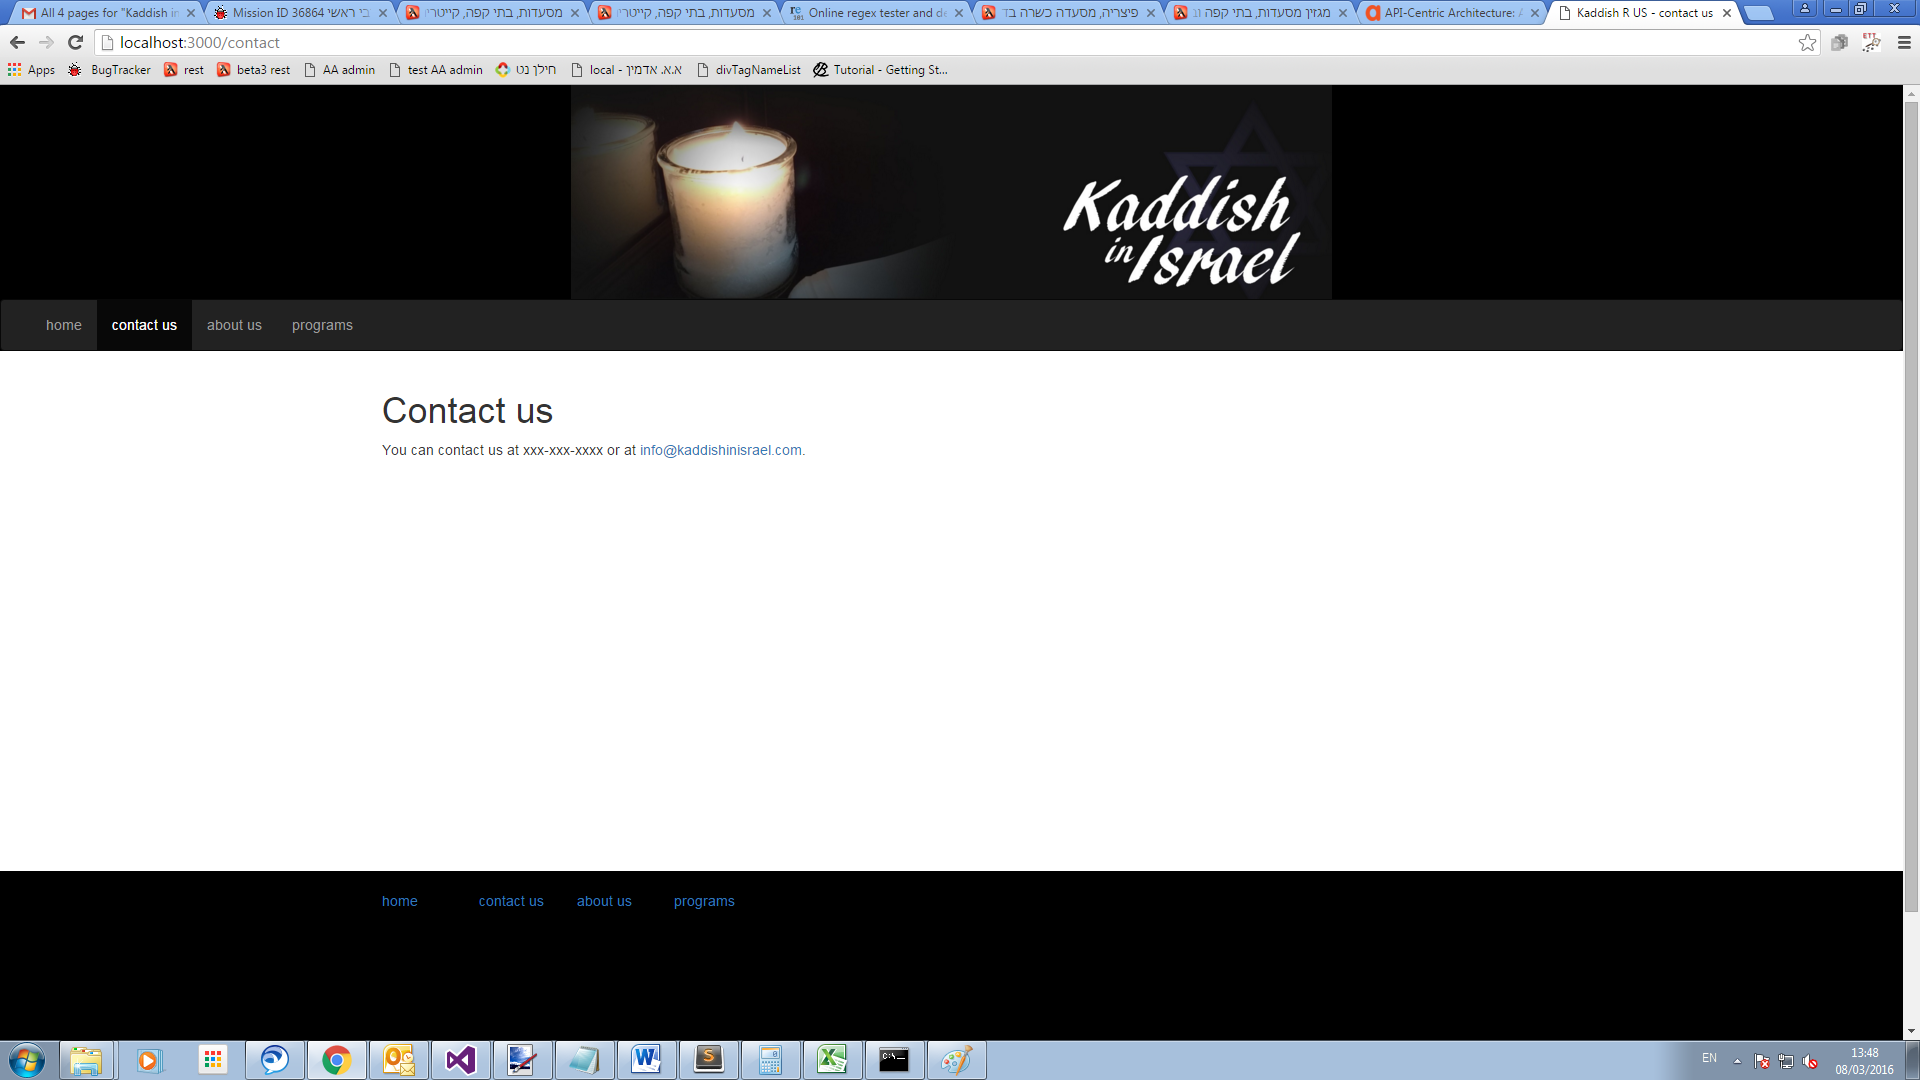 All 4 pages for "Kaddish in
Mission ID 36864 בי ראשי
מסעדות, בתי קפה, קייטרי
מסעדות, בתי קפה, קייטרי
Online regex tester and de
פיצריה, מסעדה כשרה בד
מגזין מסעדות, בתי קפה ונ
API-Centric Architecture: A
Kaddish R US - contact us
localhost:3000/contact
ETT
Apps
BugTracker
rest
beta3 rest
AA admin
test AA admin
חילן נט
local - א.א. אדמין
divTagNameList
Tutorial - Getting St...
Kaddish
in Israel
home
contact us
about us
programs
Contact us
You can contact us at xxx-xxx-xxxx or at info@kaddishinisrael.com.
home
contact us
about us
programs
EN
13:48
08/03/2016